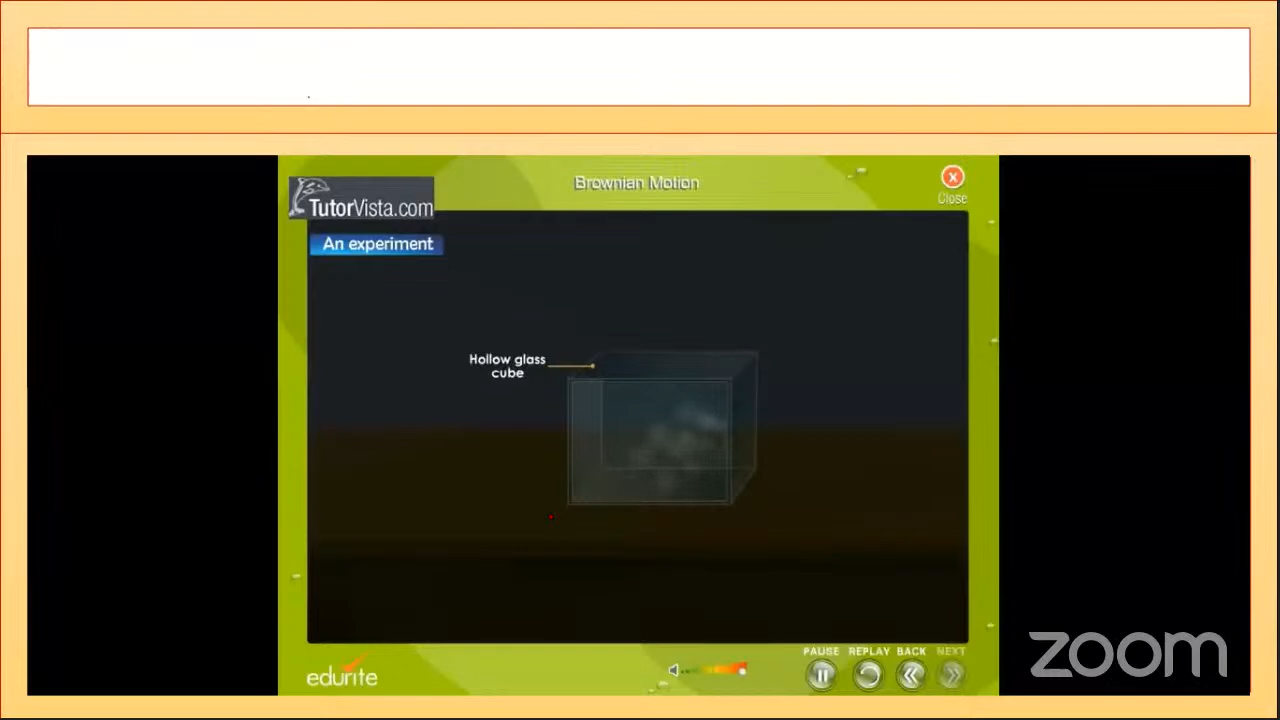 Brownian Motion
Close
TutorVista.com
An experiment
Hollow glass
cube
PAUSE REPLAY BACK NEXT
edurite
zoom